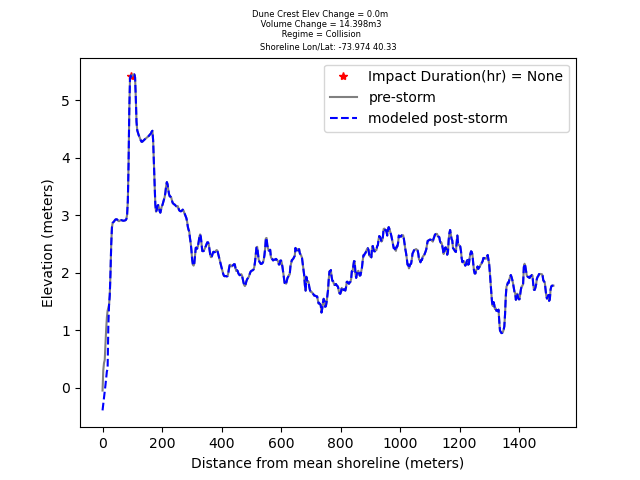 Dune Crest Elev Change = 0.0m
Volume Change = 14.398m3
Regime = Collision
Shoreline Lon/Lat: -73.974 40.33
Impact Duration(hr) = None
pre-storm
modeled post-storm
Elevation (meters)
5
4
3
2
1
0
0 200 400 600 800 1000 1200 1400
Distance from mean shoreline (meters)